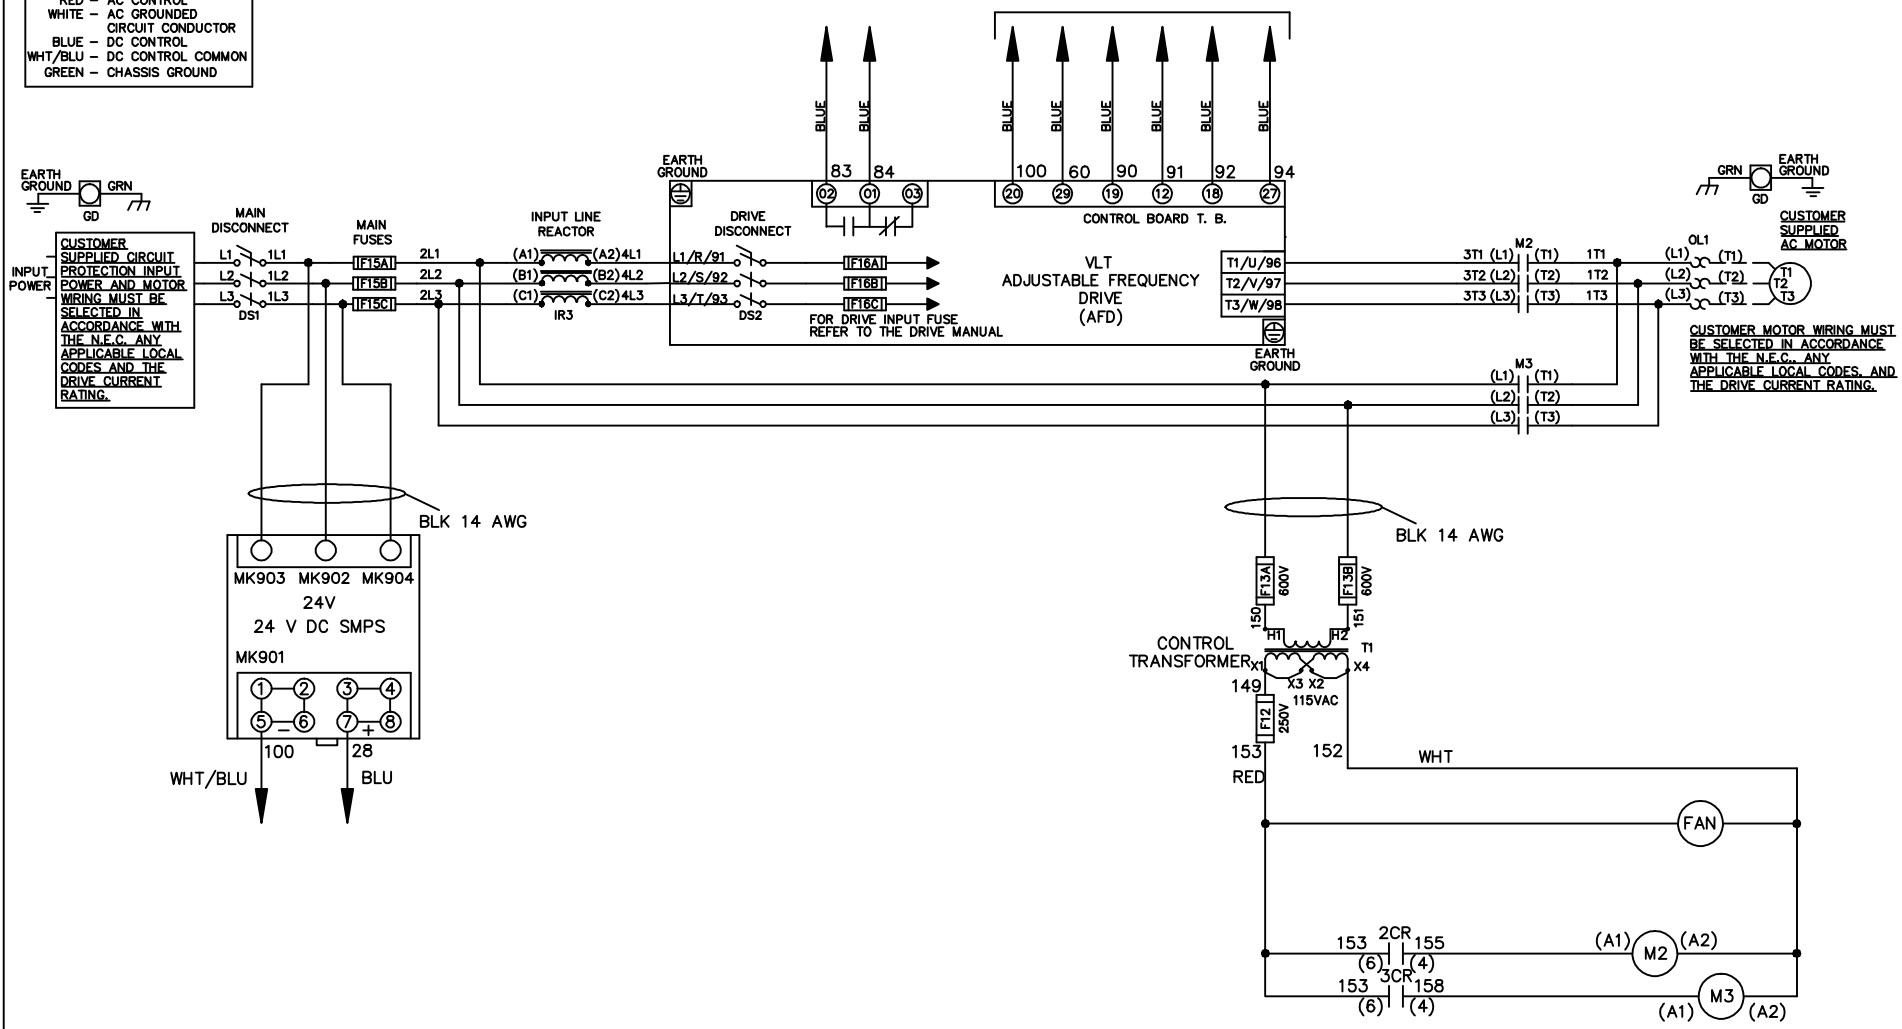 RED – AC CONTROL
WHITE – AC GROUNDED
CIRCUIT CONDUCTOR
BLUE – DC CONTROL
WHT/BLU – DC CONTROL COMMON
GREEN – CHASSIS GROUND
BLUE
BLUE
BLUE
BLUE
BLUE
BLUE
BLUE
BLUE
EARTH
GROUND
GRN
GD
EARTH
GROUND
83
84
100
60
90
91
92
94
02
01
03
20
29
19
12
18
27
CONTROL BOARD T. B.
GRN
EARTH
GROUND
GD
CUSTOMER
SUPPLIED
AC MOTOR
INPUT
POWER
CUSTOMER
SUPPLIED CIRCUIT
PROTECTION INPUT
POWER AND MOTOR
WIRING MUST BE
SELECTED IN
ACCORDANCE WITH
THE N.E.C. ANY
APPLICABLE LOCAL
CODES AND THE
DRIVE CURRENT
RATING.
MAIN
DISCONNECT
L1
1L1
L2
1L2
L3
1L3
DS1
MAIN
FUSES
F15A
F15B
F15C
2L1
2L2
2L3
INPUT LINE
REACTOR
(A1)
(A2)
4L1
(B1)
(B2)
4L2
(C1)
(C2)
4L3
IR3
L1/R/91
L2/S/92
L3/T/93
DRIVE
DISCONNECT
DS2
F16A
F16B
F16C
FOR DRIVE INPUT FUSE
REFER TO THE DRIVE MANUAL
VLT
ADJUSTABLE FREQUENCY
DRIVE
(AFD)
T1/U/96
T2/V/97
T3/W/98
EARTH
GROUND
M2
3T1 (L1) (T1) 1T1
3T2 (L2) (T2) 1T2
3T3 (L3) (T3) 1T3
OL1
(L1) (T1)
(L2) (T2)
(L3) (T3)
T1
T2
T3
CUSTOMER MOTOR WIRING MUST
BE SELECTED IN ACCORDANCE
WITH THE N.E.C., ANY
APPLICABLE LOCAL CODES, AND
THE DRIVE CURRENT RATING.
M3
(L1) (T1)
(L2) (T2)
(L3) (T3)
BLK 14 AWG
MK903 MK902 MK904
24V
24 V DC SMPS
MK901
1 2 3 4
5 6 7 8
– +
100
28
WHT/BLU
BLU
BLK 14 AWG
F13A
600V
F13B
600V
150
151
H1
H2
T1
CONTROL
TRANSFORMER
X1
X3 X2
X4
115VAC
149
F12
250V
153
152
RED
WHT
FAN
2CR
153 155
(6) (4)
(A1) M2 (A2)
3CR
153 158
(6) (4)
(A1) M3 (A2)